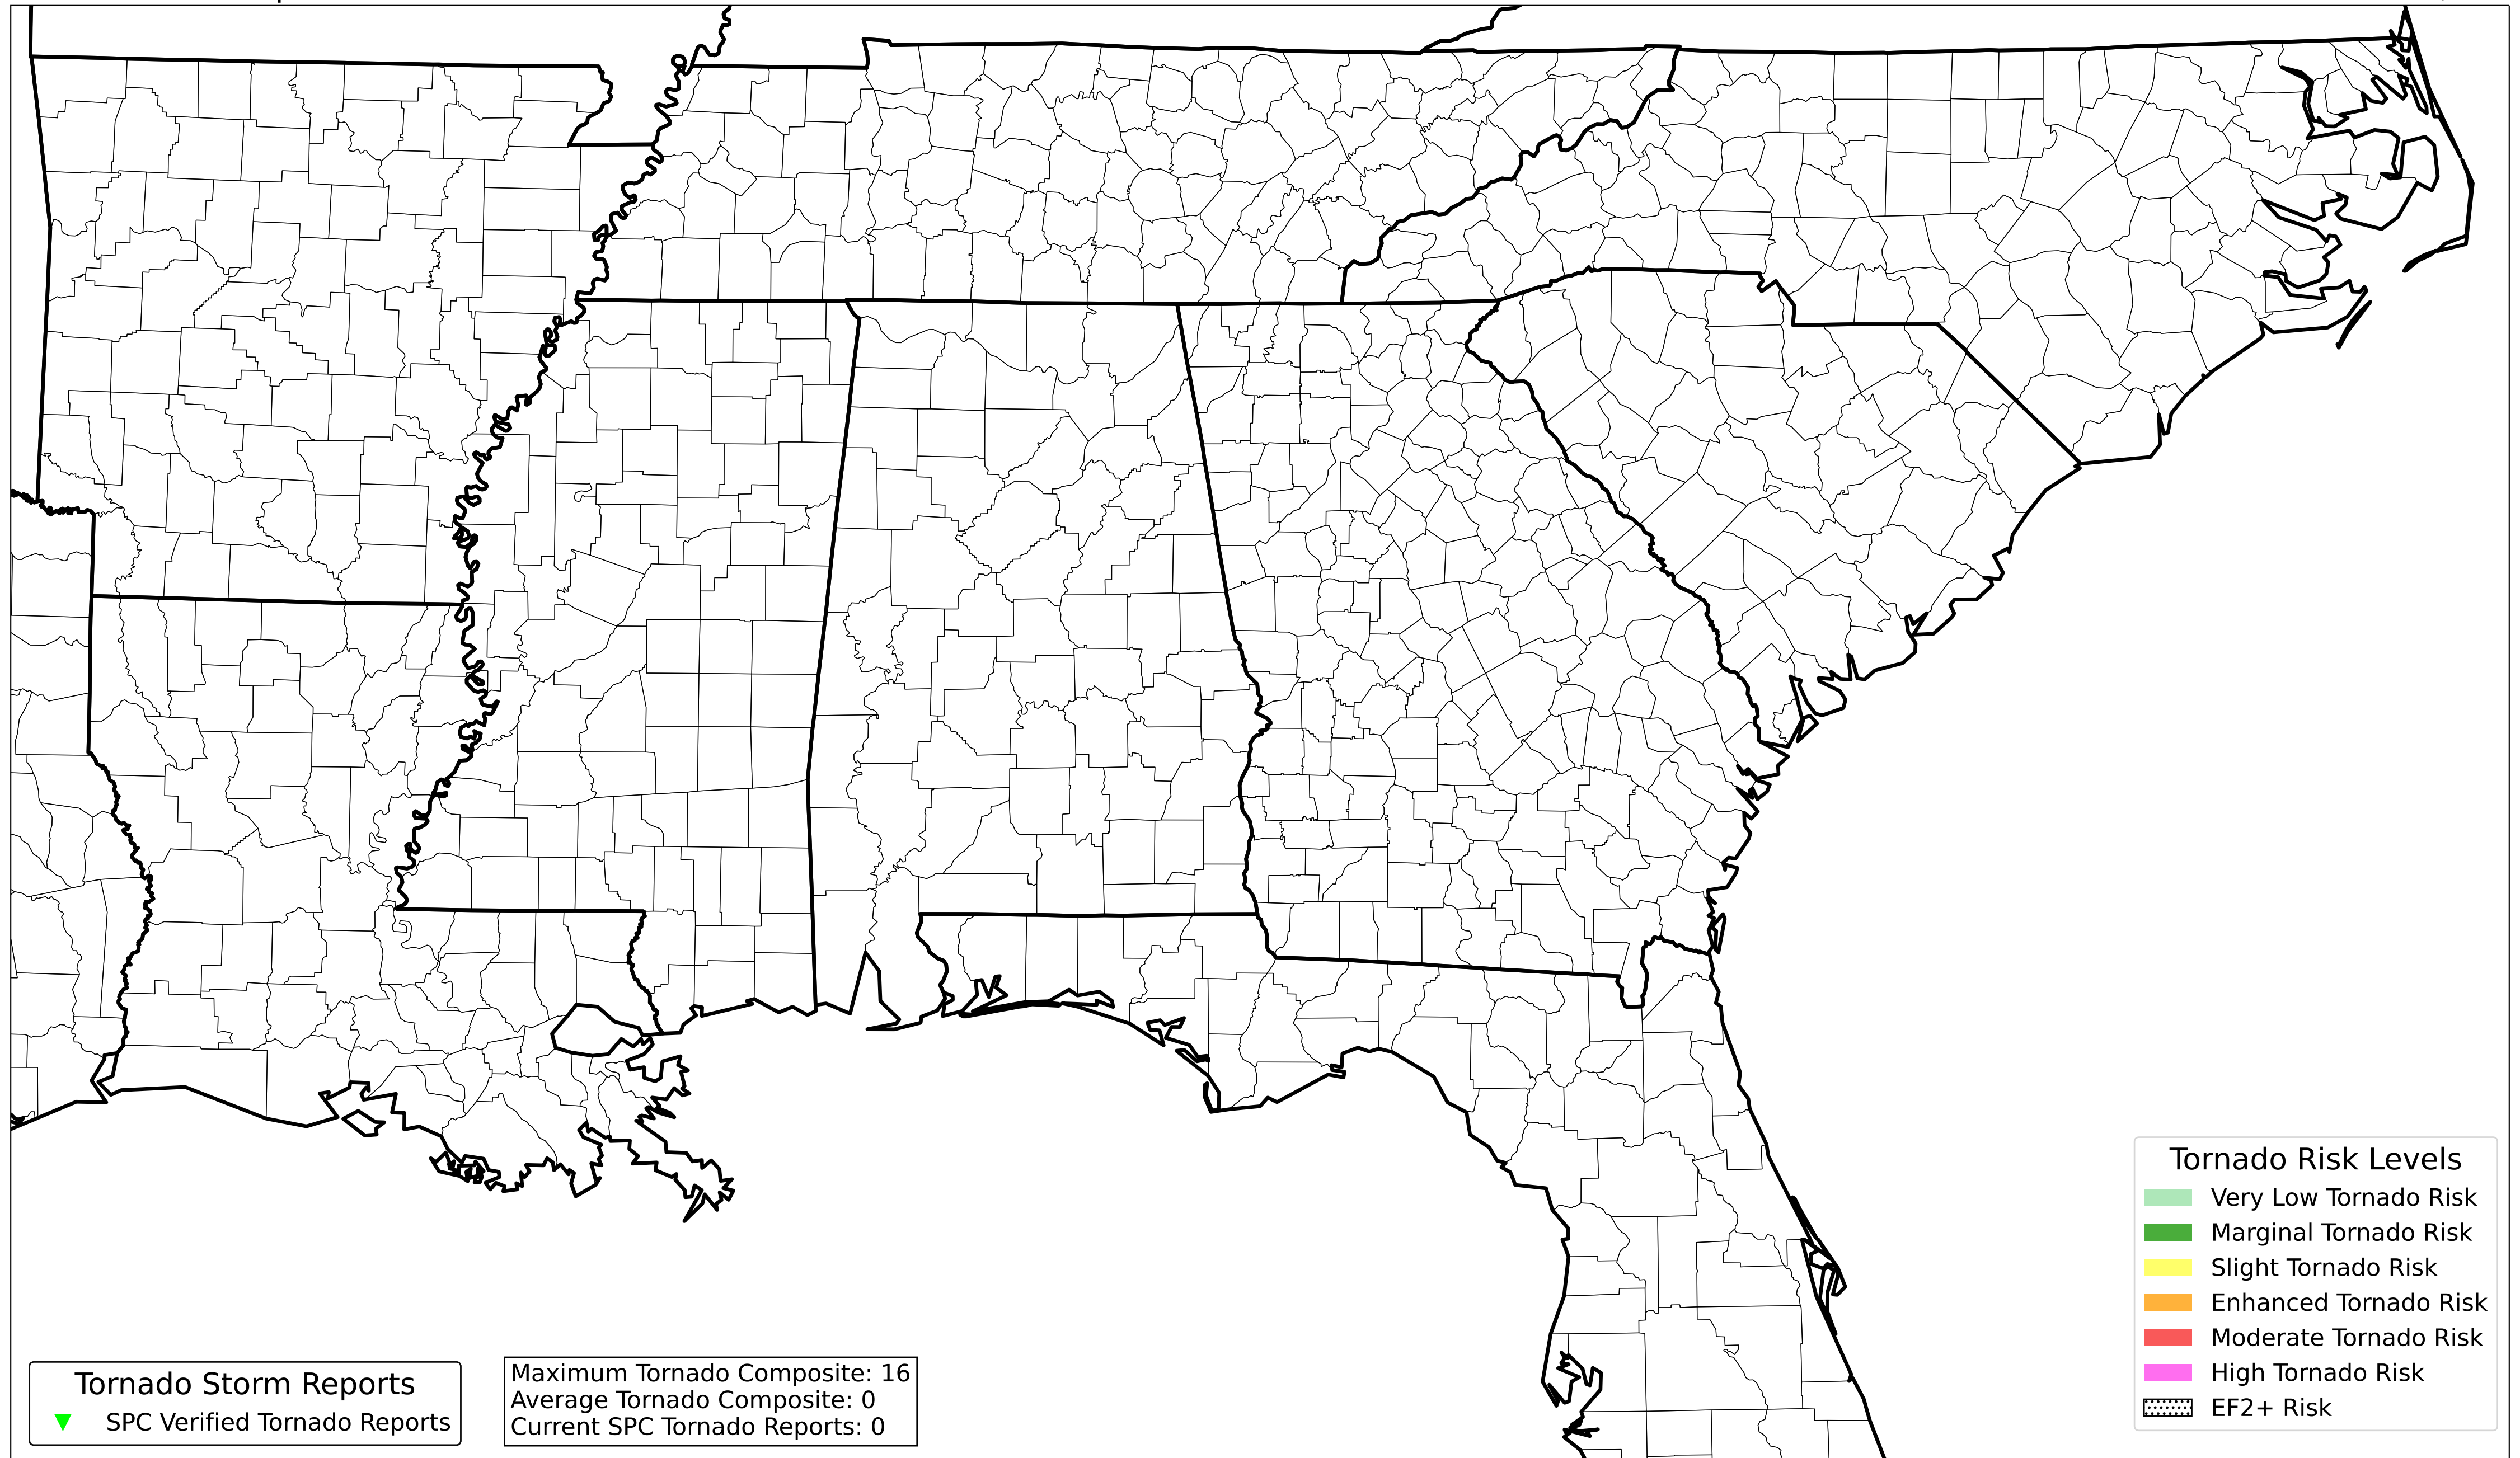 Tornado Risk Levels
Very Low Tornado Risk
Marginal Tornado Risk
Slight Tornado Risk
Enhanced Tornado Risk
Moderate Tornado Risk
High Tornado Risk
EF2+ Risk
Tornado Storm Reports
SPC Verified Tornado Reports
Maximum Tornado Composite: 16
Average Tornado Composite: 0
Current SPC Tornado Reports: 0